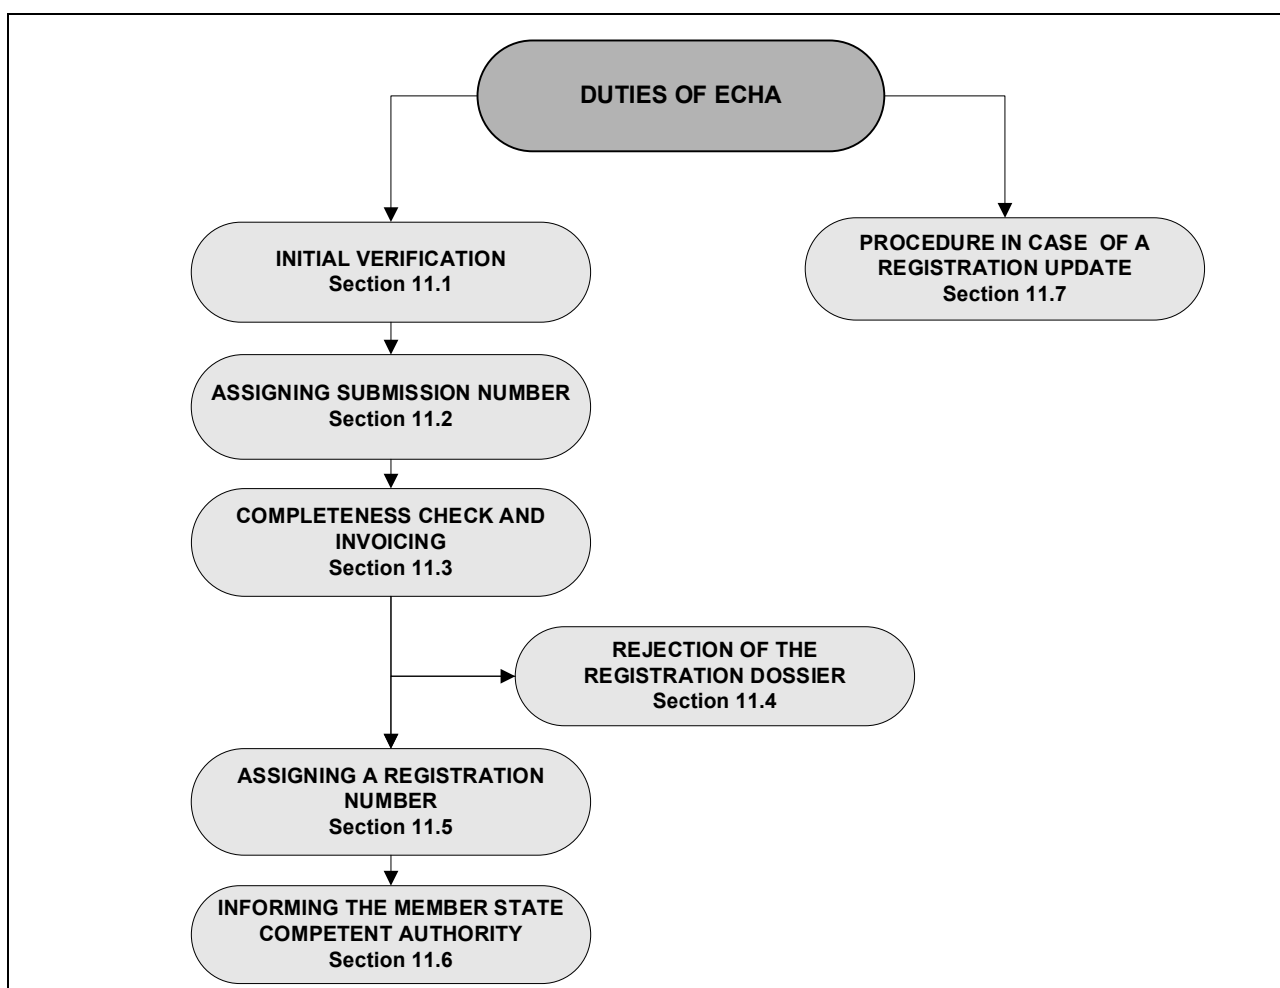 DUTIES OF ECHA
INITIAL VERIFICATION
Section 11.1
PROCEDURE IN CASE OF A
REGISTRATION UPDATE
Section 11.7
ASSIGNING SUBMISSION NUMBER
Section 11.2
COMPLETENESS CHECK AND
INVOICING
Section 11.3
REJECTION OF THE
REGISTRATION DOSSIER
Section 11.4
ASSIGNING A REGISTRATION
NUMBER
Section 11.5
INFORMING THE MEMBER STATE
COMPETENT AUTHORITY
Section 11.6